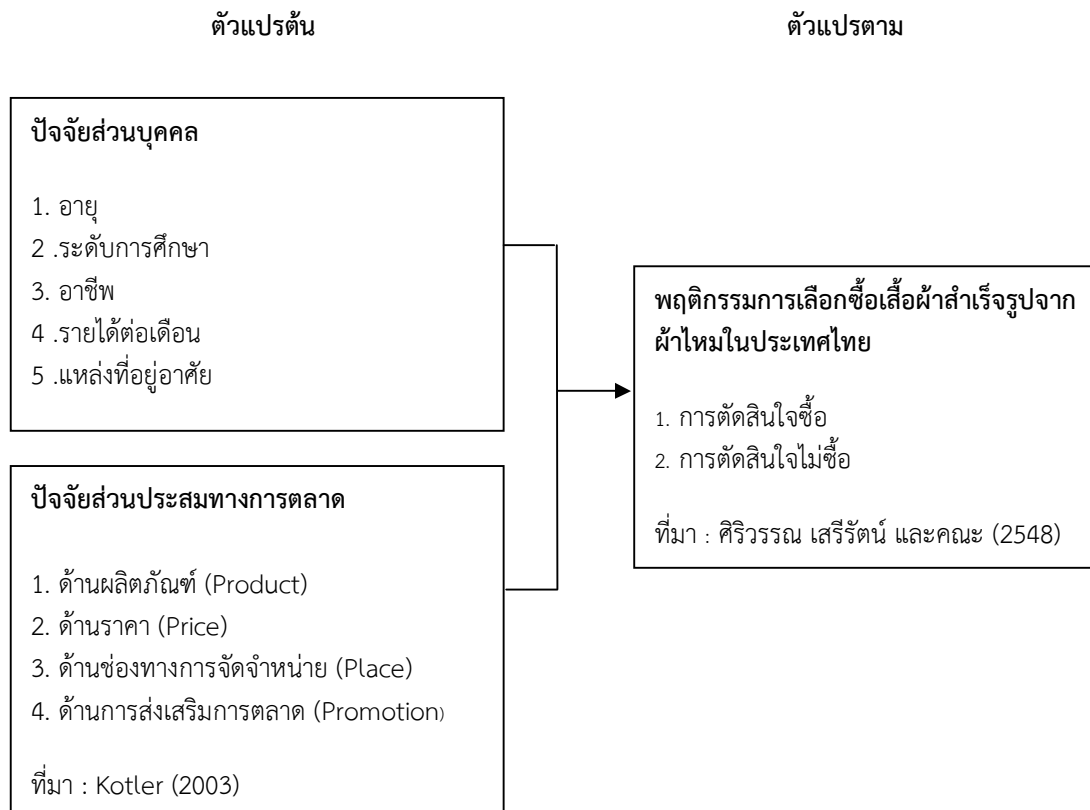 ตัวแปรต้น
ตัวแปรตาม
ปัจจัยส่วนบุคคล
1. อายุ
2 .ระดับการศึกษา
3. อาชีพ
4 .รายได้ต่อเดือน
5 .แหล่งที่อยู่อาศัย
ปัจจัยส่วนประสมทางการตลาด
1. ด้านผลิตภัณฑ์ (Product)
2. ด้านราคา (Price)
3. ด้านช่องทางการจัดจำหน่าย (Place)
4. ด้านการส่งเสริมการตลาด (Promotion)
ที่มา : Kotler (2003)
พฤติกรรมการเลือกซื้อเสื้อผ้าสำเร็จรูปจาก
ผ้าไหมในประเทศไทย
1. การตัดสินใจซื้อ
2. การตัดสินใจไม่ซื้อ
ที่มา : ศิริวรรณ เสรีรัตน์ และคณะ (2548)